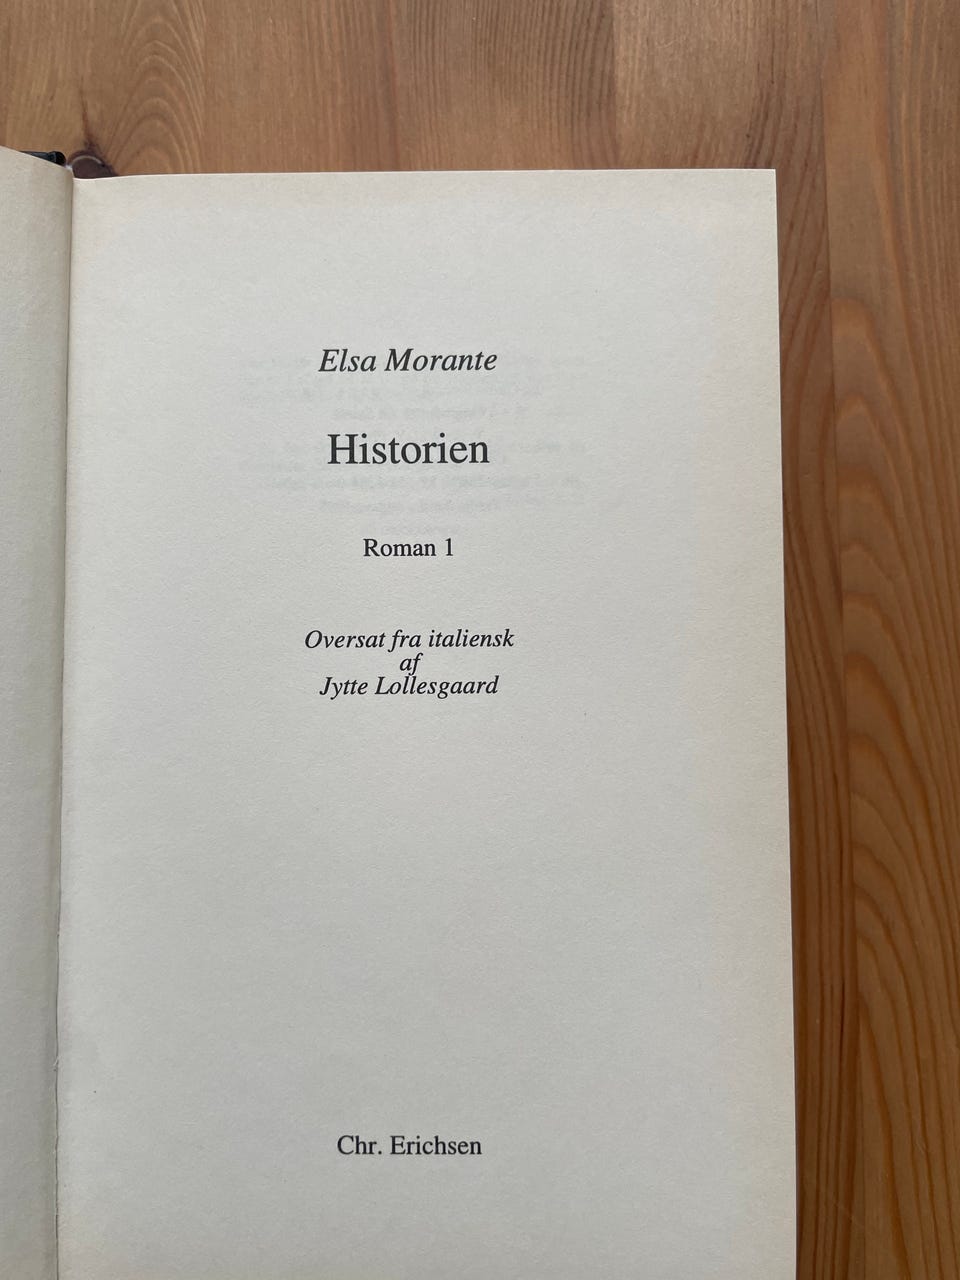 Elsa Morante
Historien
Roman 1
Oversat fra italiensk
af
Jytte Lollesgaard
Chr. Erichsen